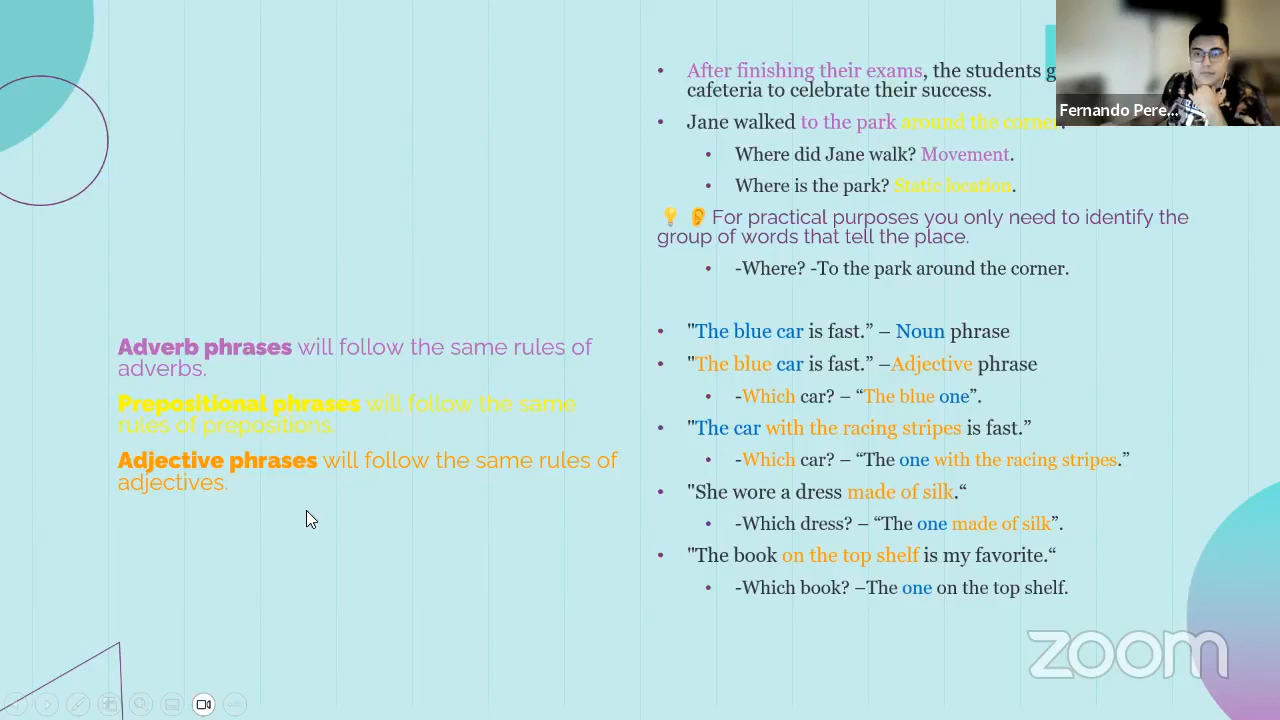 Adverb phrases will follow the same rules of
adverbs.
Prepositional phrases will follow the same
rules of prepositions.
Adjective phrases will follow the same rules of
adjectives.
• After finishing their exams, the students
cafeteria to celebrate their success.
• Jane walked to the park around the corner.
• Where did Jane walk? Movement.
• Where is the park? Static location.
💡 👂 For practical purposes you only need to identify the
group of words that tell the place.
• -Where? -To the park around the corner.
• "The blue car is fast.” – Noun phrase
• "The blue car is fast.” –Adjective phrase
• -Which car? – “The blue one”.
• "The car with the racing stripes is fast.”
• -Which car? – “The one with the racing stripes.”
• "She wore a dress made of silk.“
• -Which dress? – “The one made of silk”.
• "The book on the top shelf is my favorite.“
• -Which book? –The one on the top shelf.
Fernando Pere...
zoom